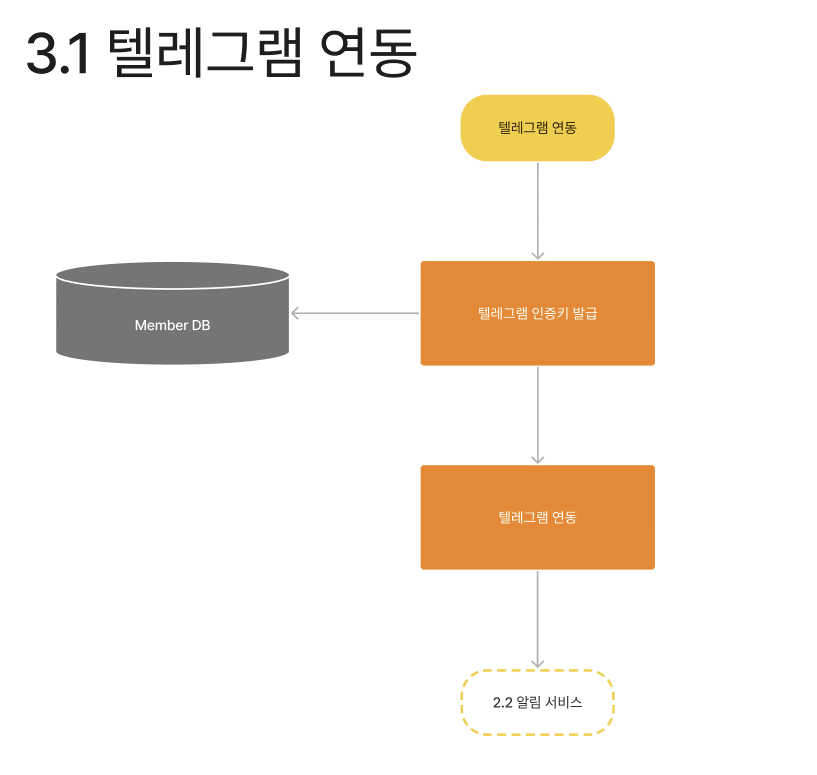 3.1 텔레그램 연동
텔레그램 연동
텔레그램 인증키 발급
Member DB
텔레그램 연동
2.2 알림 서비스